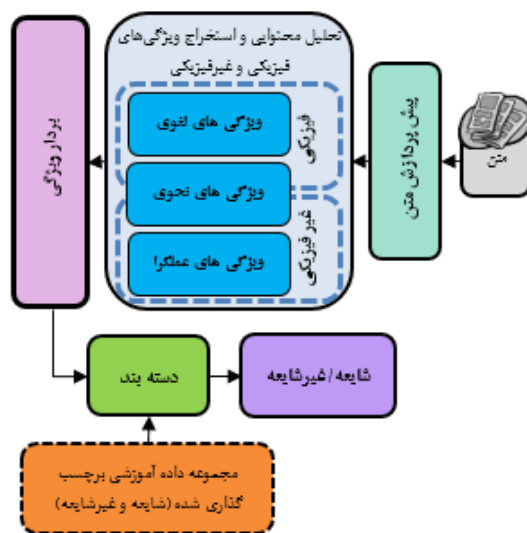 متن
پیش پردازش متن
تحلیل محتوایی و استخراج ویژگی‌های
فیزیکی و غیرفیزیکی
فیزیکی
ویژگی های لغوی
ویژگی های نحوی
غیر فیزیکی
ویژگی های عملگرا
بردار ویژگی
دسته بند
شایعه/غیرشایعه
مجموعه داده آموزشی برچسب
گذاری شده (شایعه و غیرشایعه)